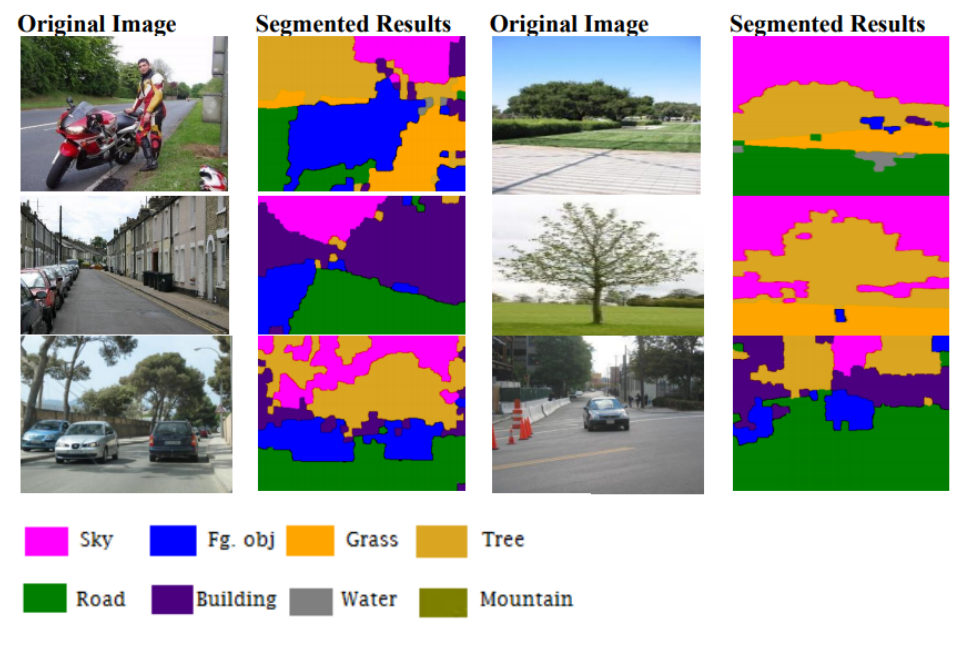 Original Image Segmented Results Original Image Segmented Results
Sky Fg. obj Grass Tree
Road Building Water Mountain